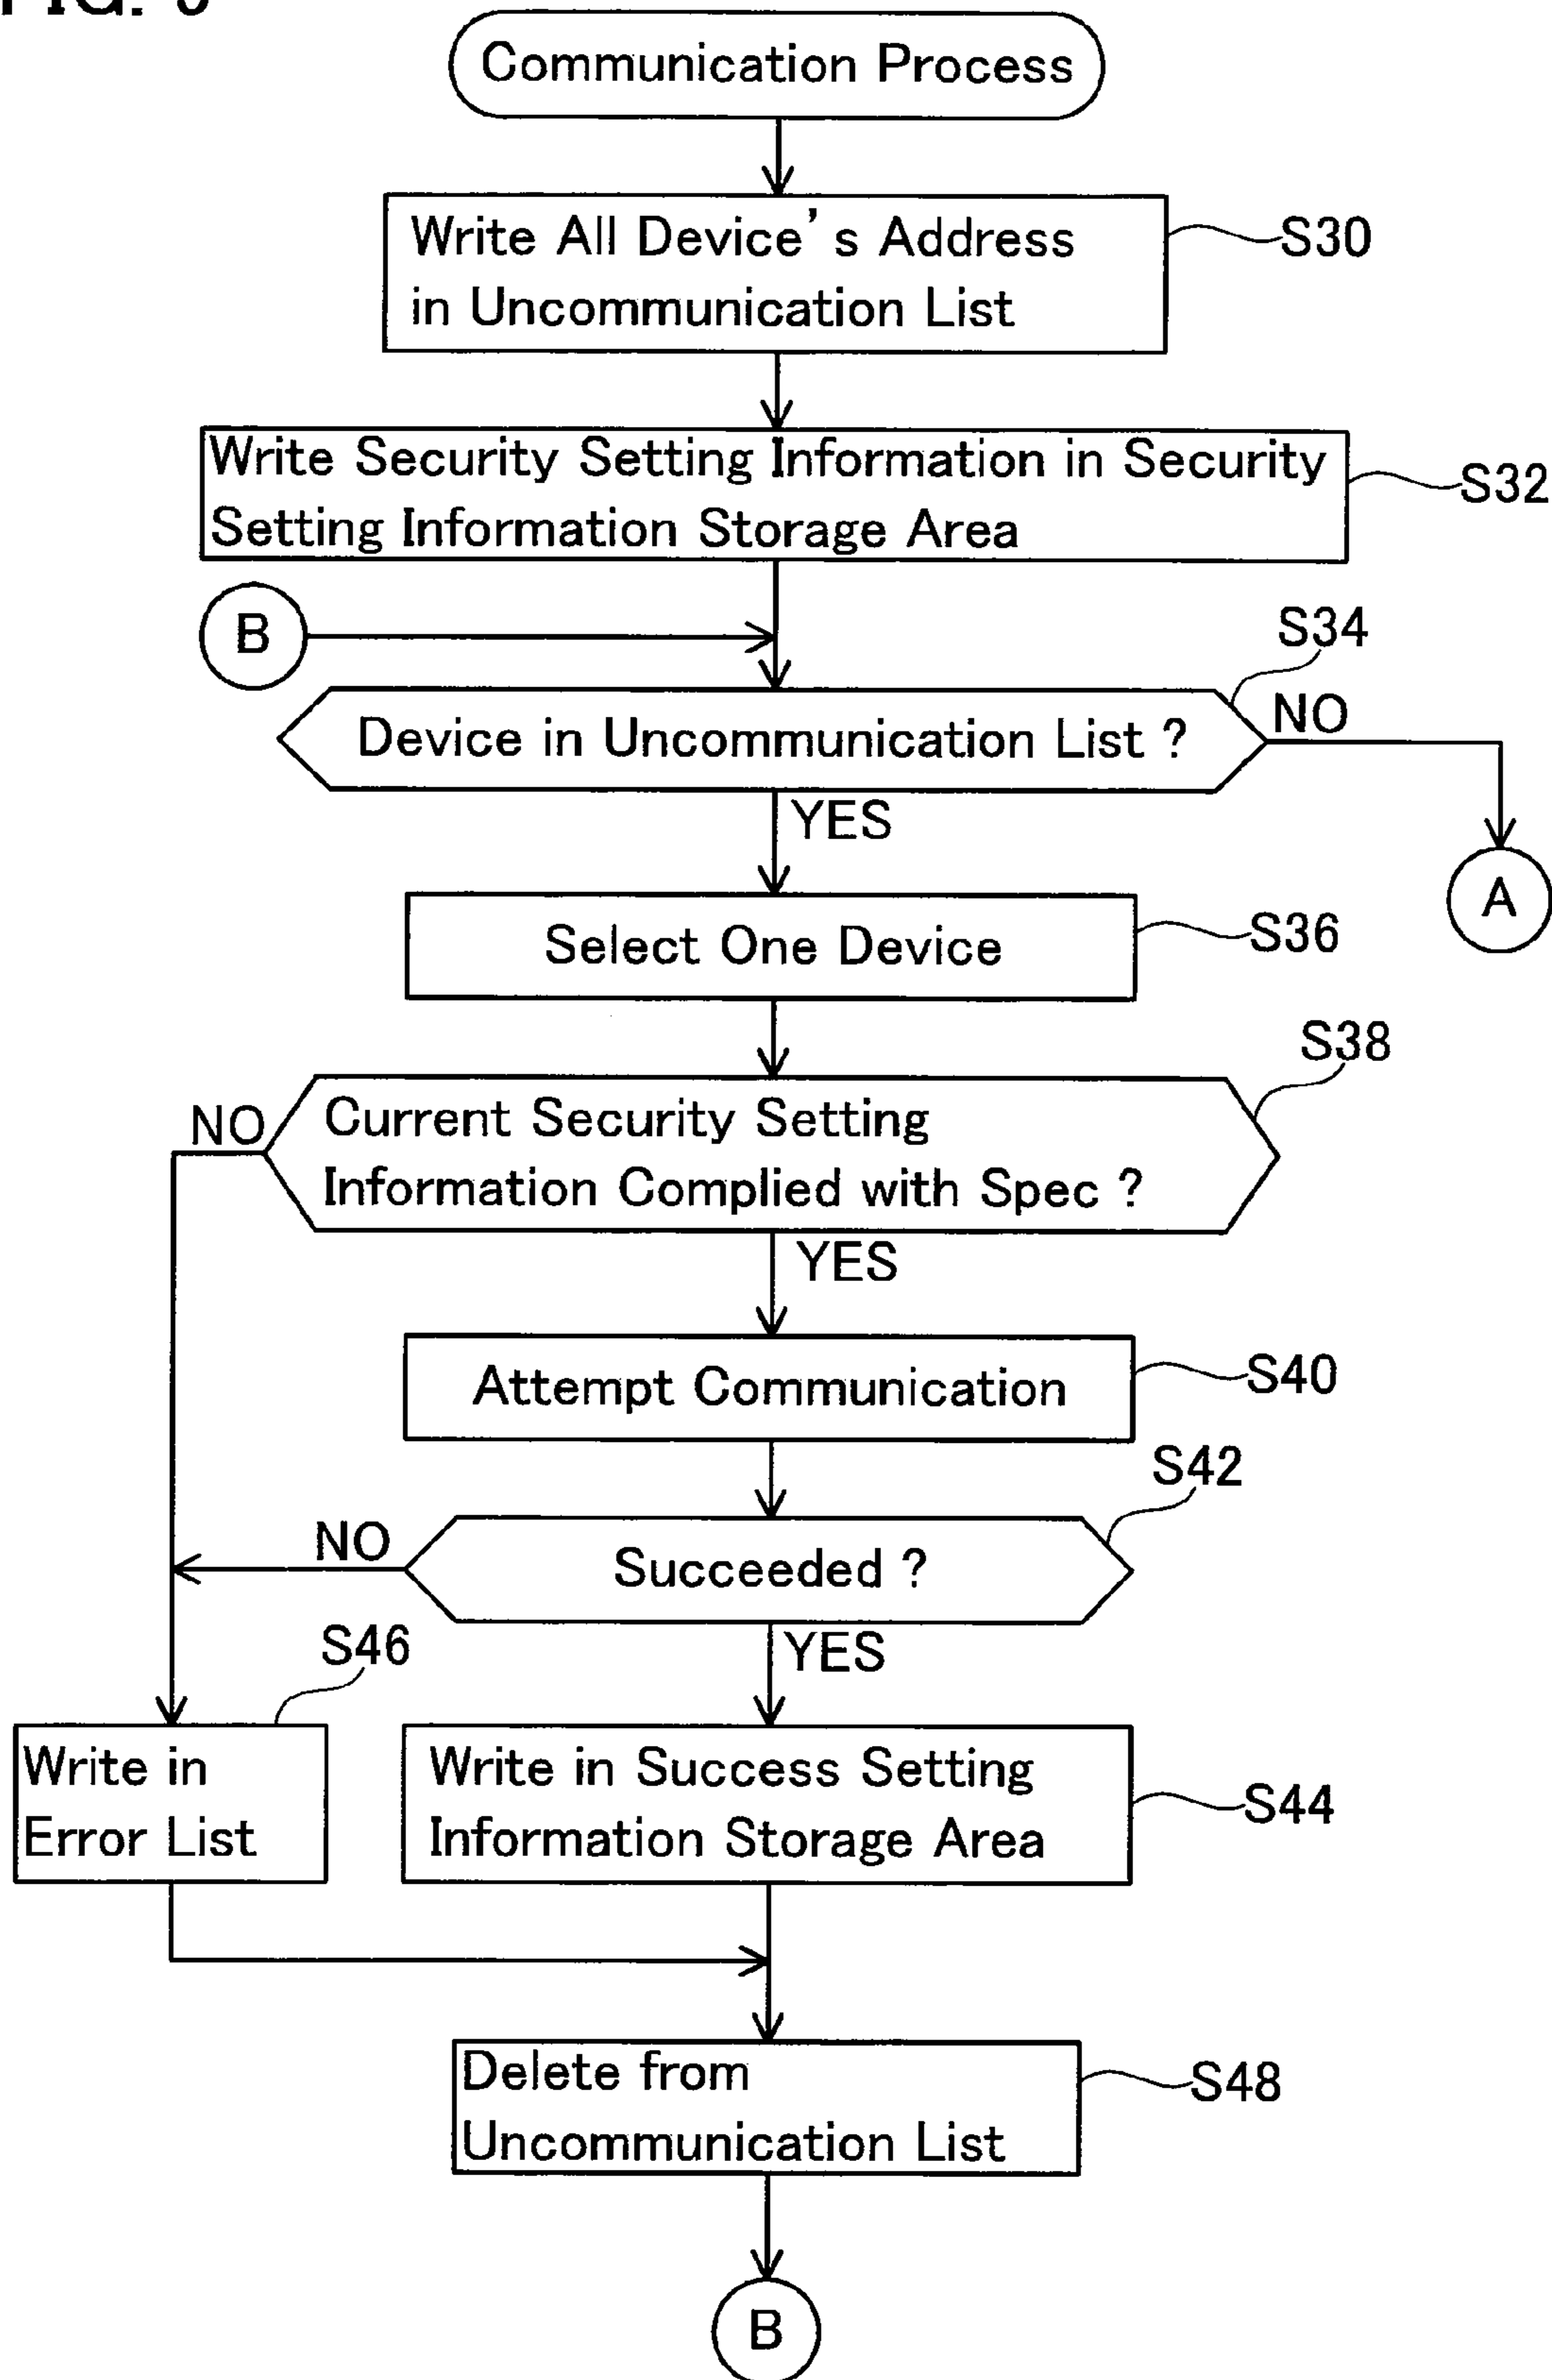 Communication Process
Write All Device's Address
in Uncommunication List
S30
Write Security Setting Information in Security
Setting Information Storage Area
S32
B
S34
Device in Uncommunication List ?
NO
YES
A
Select One Device
S36
S38
NO
Current Security Setting
Information Complied with Spec ?
YES
Attempt Communication
S40
S42
NO
Succeeded ?
YES
S46
Write in
Error List
Write in Success Setting
Information Storage Area
S44
Delete from
Uncommunication List
S48
B